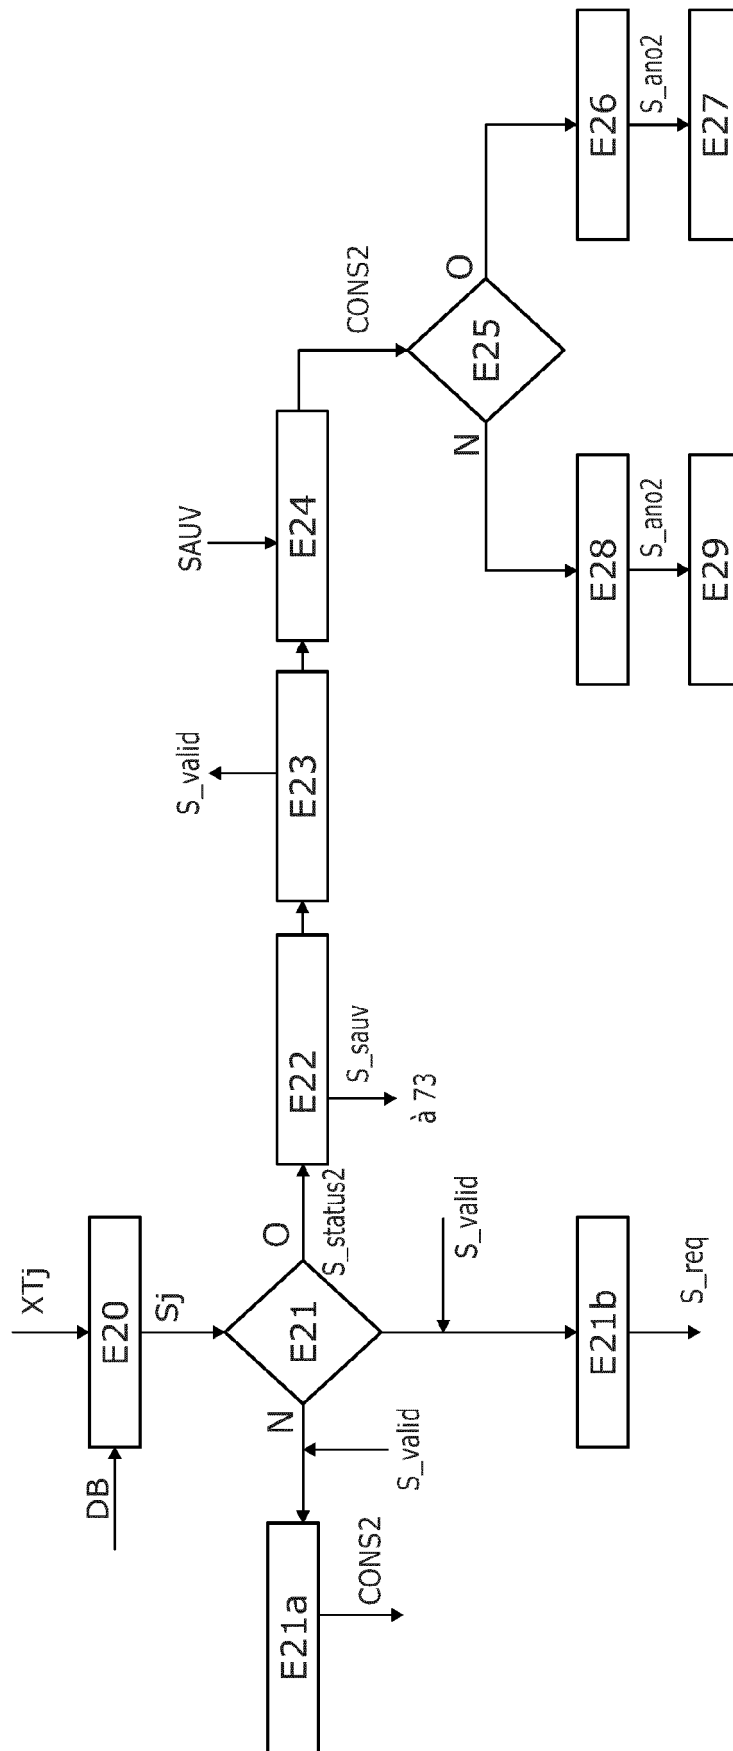 XTj
DB
E20
Sj
E21
N
O
S_status2
S_valid
E21a
CONS2
S_valid
E21b
S_req
E22
S_sauv
à 73
E23
S_valid
SAUV
E24
CONS2
E25
N
O
E28
S_ano2
E29
E26
S_ano2
E27